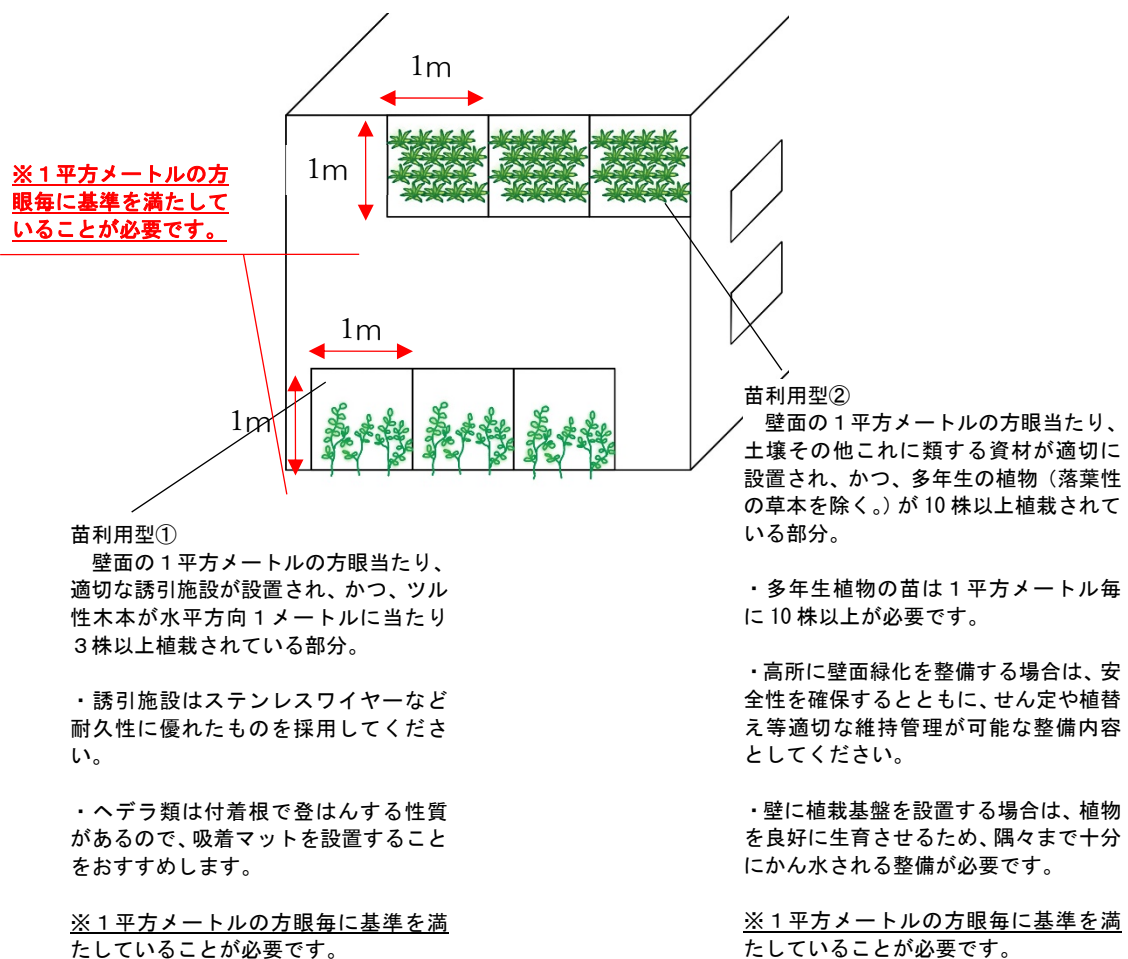 1m
1m
※１平方メートルの方
眼毎に基準を満たして
いることが必要です。
1m
1m
苗利用型①
　壁面の１平方メートルの方眼当たり、
適切な誘引施設が設置され、かつ、ツル
性木本が水平方向１メートルに当たり
３株以上植栽されている部分。
・誘引施設はステンレスワイヤーなど
耐久性に優れたものを採用してくださ
い。
・ヘデラ類は付着根で登はんする性質
があるので、吸着マットを設置すること
をおすすめします。
※１平方メートルの方眼毎に基準を満
たしていることが必要です。
苗利用型②
　壁面の１平方メートルの方眼当たり、
土壌その他これに類する資材が適切に
設置され、かつ、多年生の植物（落葉性
の草本を除く。）が 10 株以上植栽されて
いる部分。
・多年生植物の苗は１平方メートル毎
に 10 株以上が必要です。
・高所に壁面緑化を整備する場合は、安
全性を確保するとともに、せん定や植替
え等適切な維持管理が可能な整備内容
としてください。
・壁に植栽基盤を設置する場合は、植物
を良好に生育させるため、隅々まで十分
にかん水される整備が必要です。
※１平方メートルの方眼毎に基準を満
たしていることが必要です。